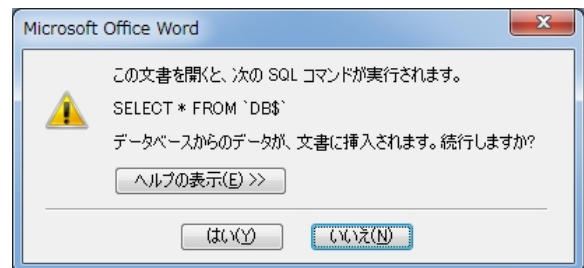 Microsoft Office Word
この文書を開くと、次の SQL コマンドが実行されます。
SELECT * FROM `DB$`
データベースからのデータが、文書に挿入されます。続行しますか?
ヘルプの表示(E) >>
はい(Y)
いいえ(N)